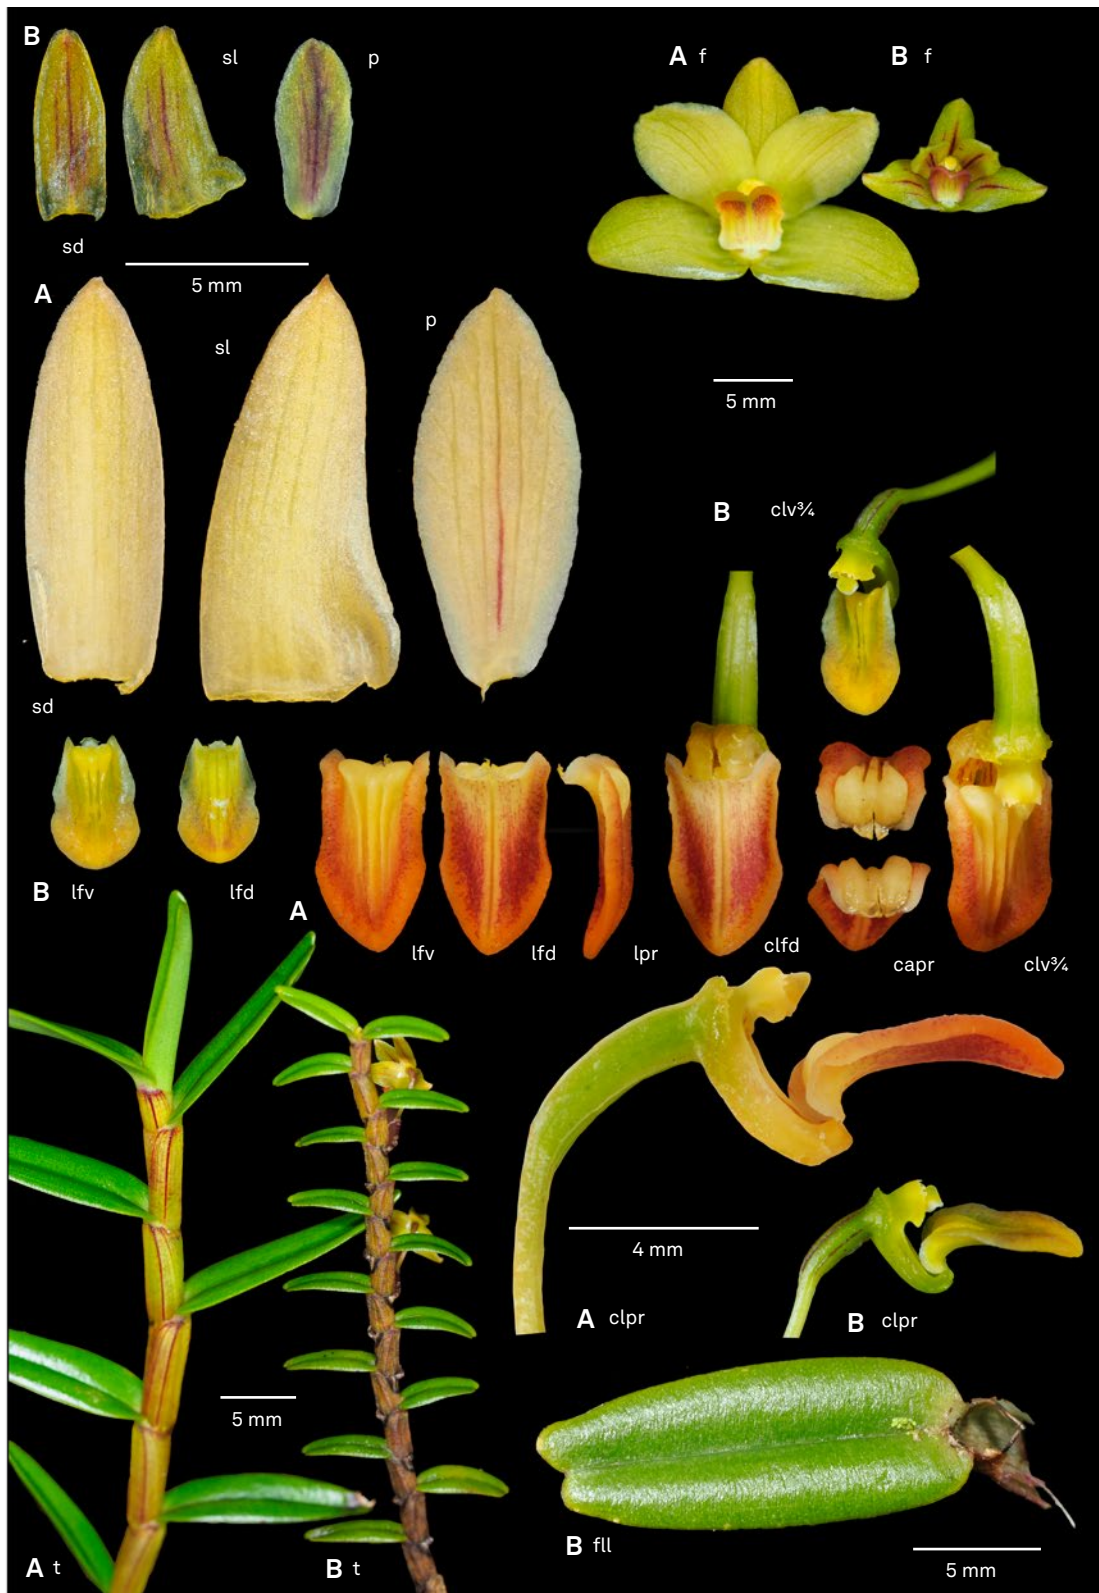 B
sl
p
A f
B f
sd
5 mm
A
sl
p
5 mm
B clv¾
sd
B lfv
lfd
A
lfv
lfd
lpr
clfd
capr
clv¾
4 mm
A clpr
B clpr
5 mm
B fll
A t
B t
5 mm